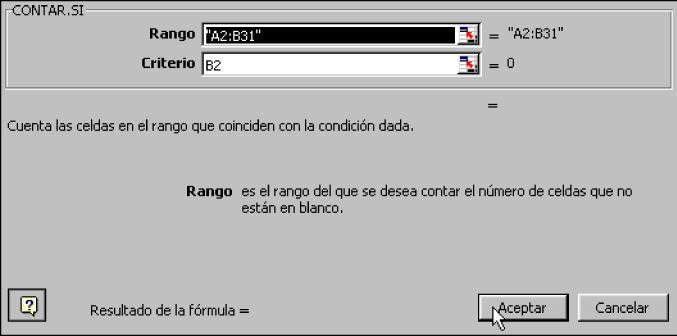 CONTAR.SI
Rango "A2:B31" = "A2:B31"
Criterio B2 = 0
=
Cuenta las celdas en el rango que coinciden con la condición dada.
Rango es el rango del que se desea contar el número de celdas que no
están en blanco.
? Resultado de la fórmula = Aceptar Cancelar